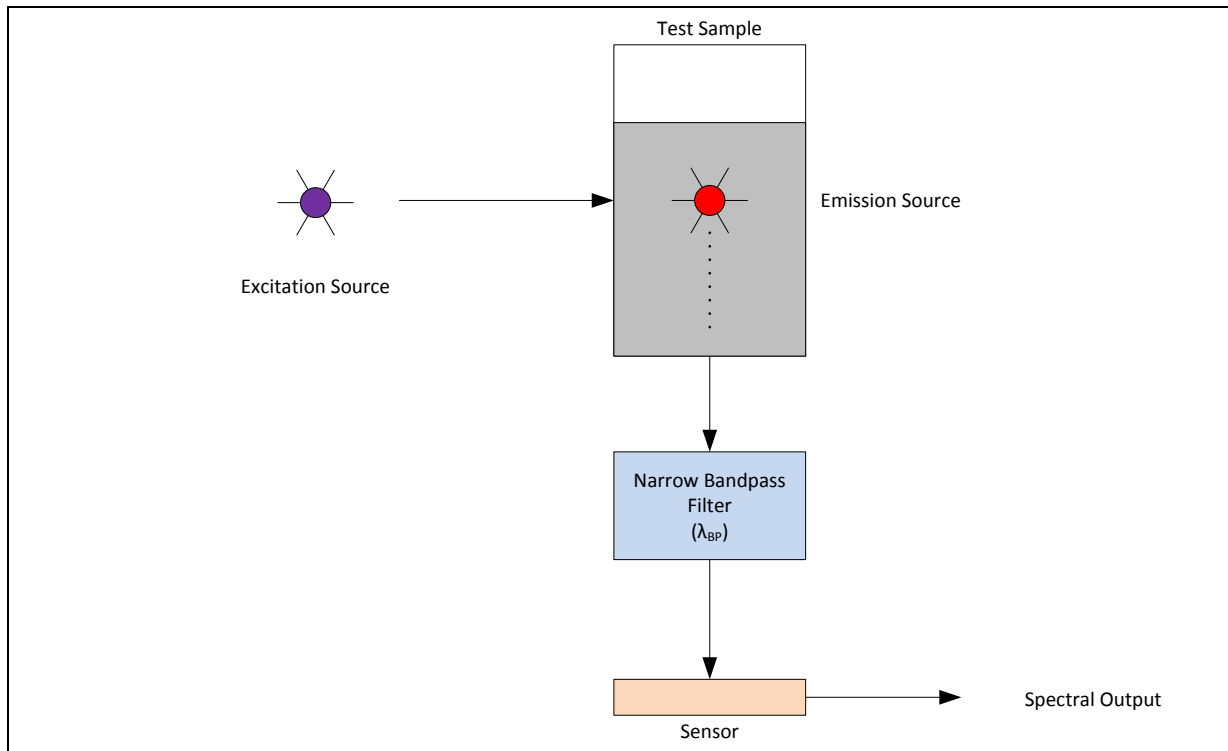 Test Sample
Emission Source
Excitation Source
Narrow Bandpass
Filter
(λBP)
Sensor
Spectral Output